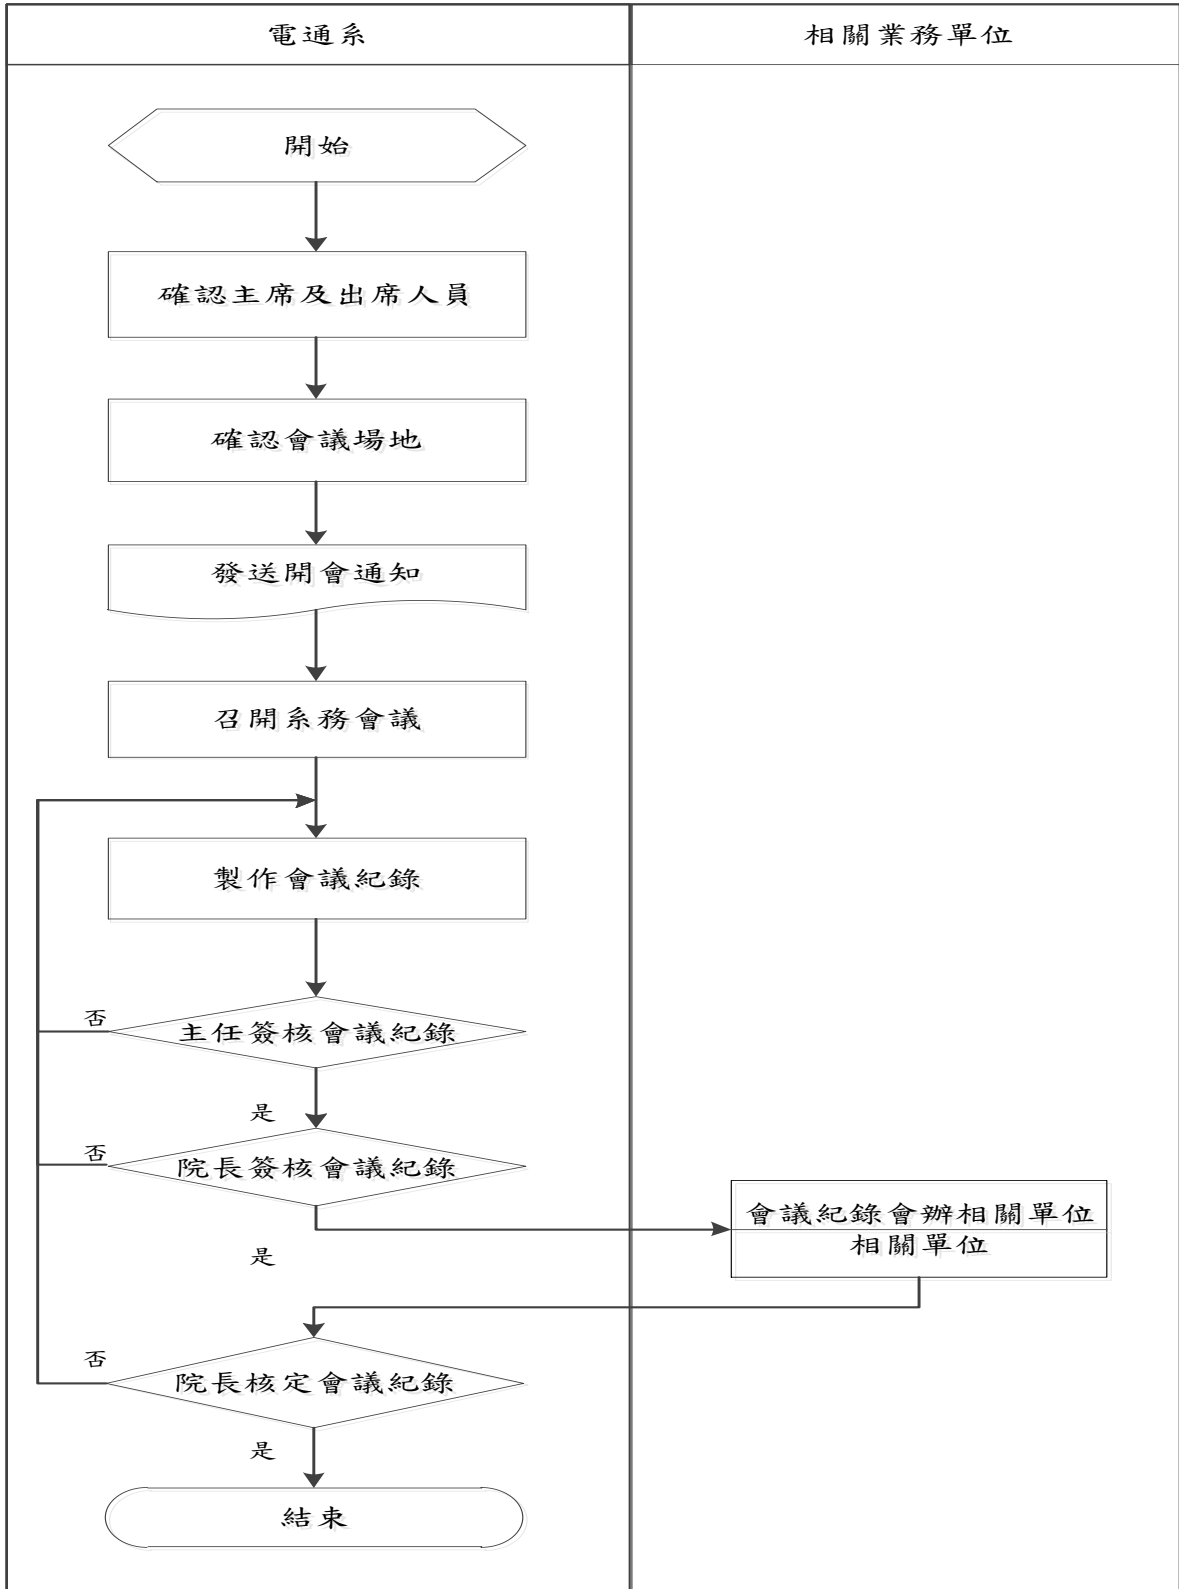 電通系
相關業務單位
開始
確認主席及出席人員
確認會議場地
發送開會通知
召開系務會議
製作會議紀錄
否
主任簽核會議紀錄
是
否
院長簽核會議紀錄
會議紀錄會辦相關單位
相關單位
是
否
院長核定會議紀錄
是
結束